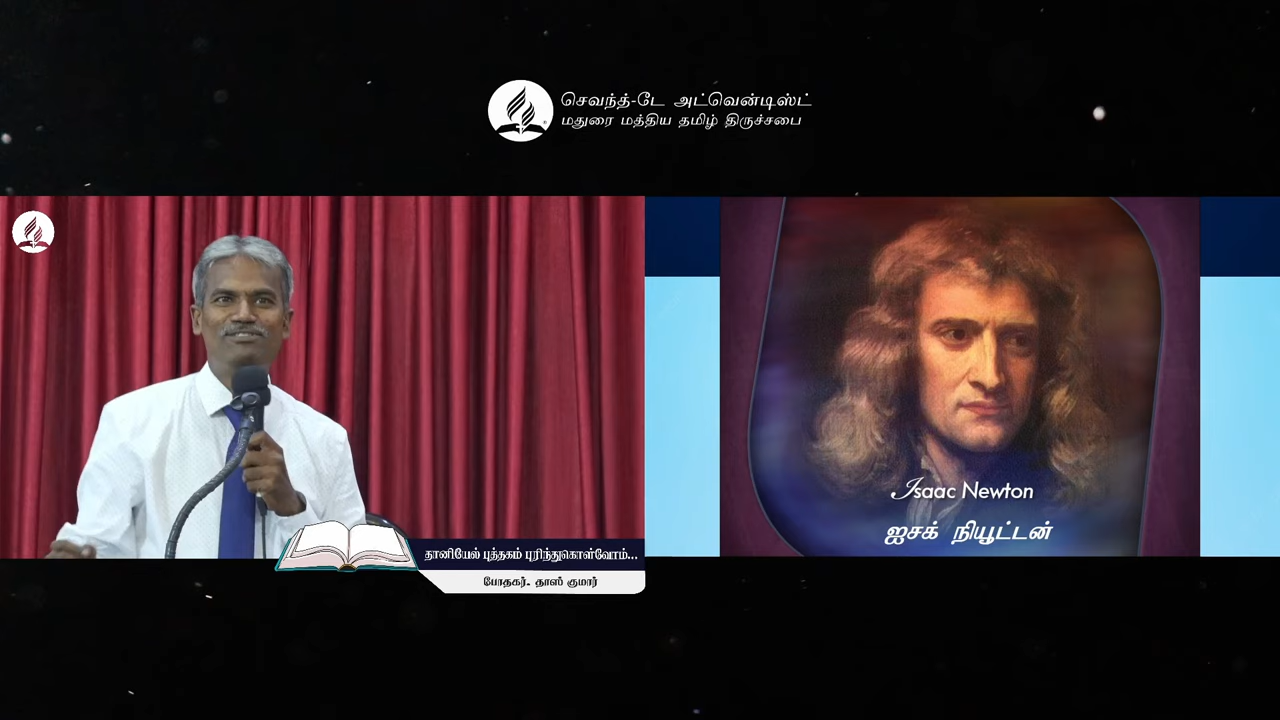 செவந்த்-டே அட்வென்டிஸ்ட்
மதுரை மத்திய தமிழ் திருச்சபை
Isaac Newton
ஐசக் நியூட்டன்
தானியேல் புத்தகம் புரிந்துகொள்வோம்...
போதகர். தாஸ் குமார்